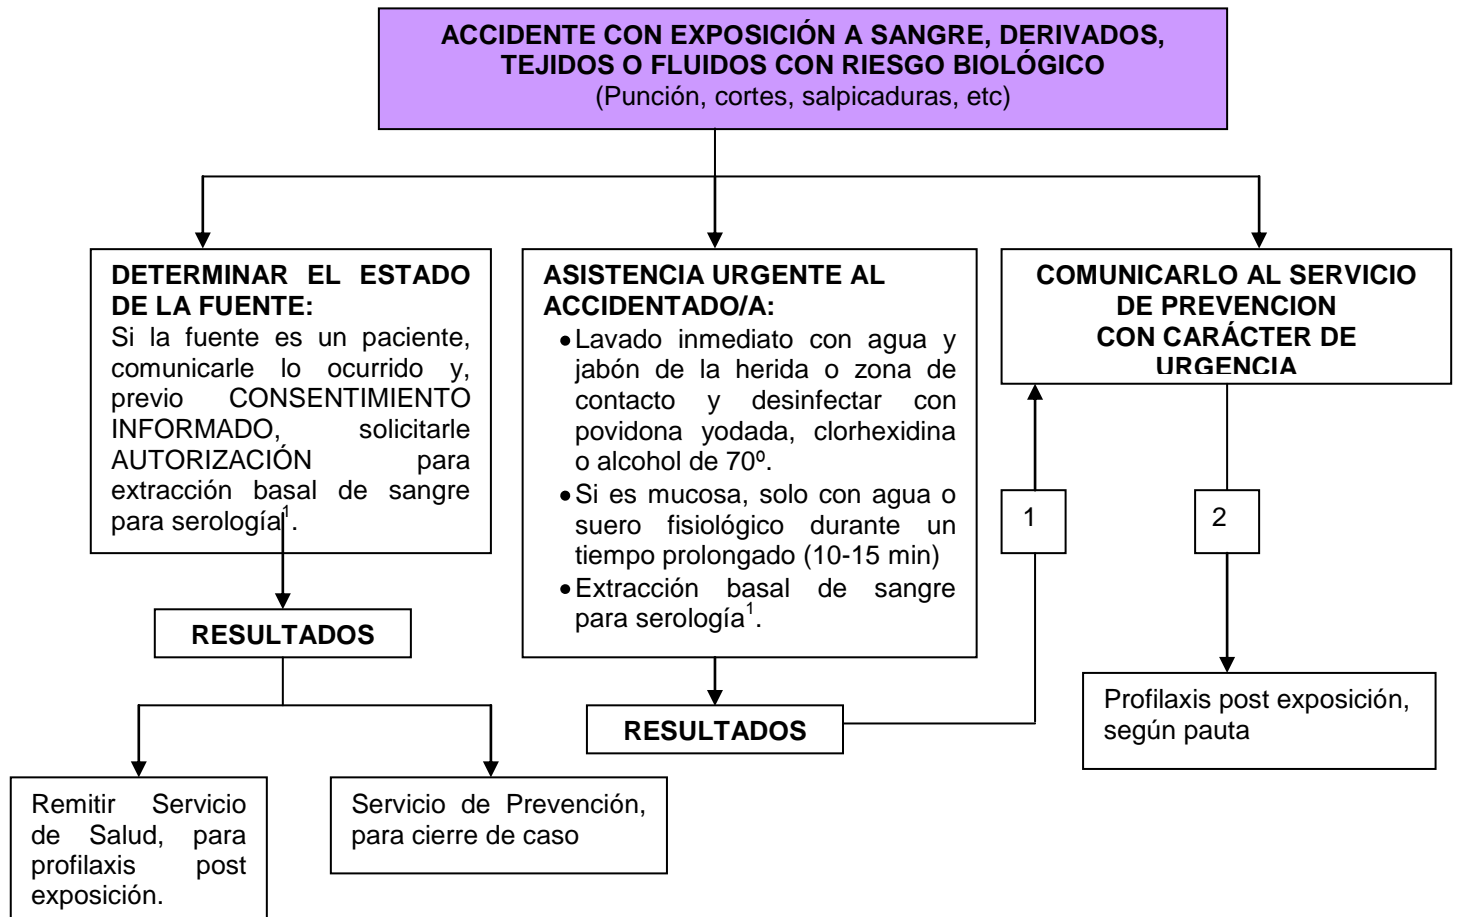 ACCIDENTE CON EXPOSICIÓN A SANGRE, DERIVADOS,
TEJIDOS O FLUIDOS CON RIESGO BIOLÓGICO
(Punción, cortes, salpicaduras, etc)
DETERMINAR EL ESTADO
DE LA FUENTE:
Si la fuente es un paciente,
comunicarle lo ocurrido y,
previo CONSENTIMIENTO
INFORMADO, solicitarle
AUTORIZACIÓN para
extracción basal de sangre
para serología¹.
RESULTADOS
Remitir Servicio
de Salud, para
profilaxis post
exposición.
Servicio de Prevención,
para cierre de caso
ASISTENCIA URGENTE AL
ACCIDENTADO/A:
• Lavado inmediato con agua y
jabón de la herida o zona de
contacto y desinfectar con
povidona yodada, clorhexidina
o alcohol de 70º.
• Si es mucosa, solo con agua o
suero fisiológico durante un
tiempo prolongado (10-15 min)
• Extracción basal de sangre
para serología¹.
RESULTADOS
COMUNICARLO AL SERVICIO
DE PREVENCION
CON CARÁCTER DE
URGENCIA
1
2
Profilaxis post exposición,
según pauta